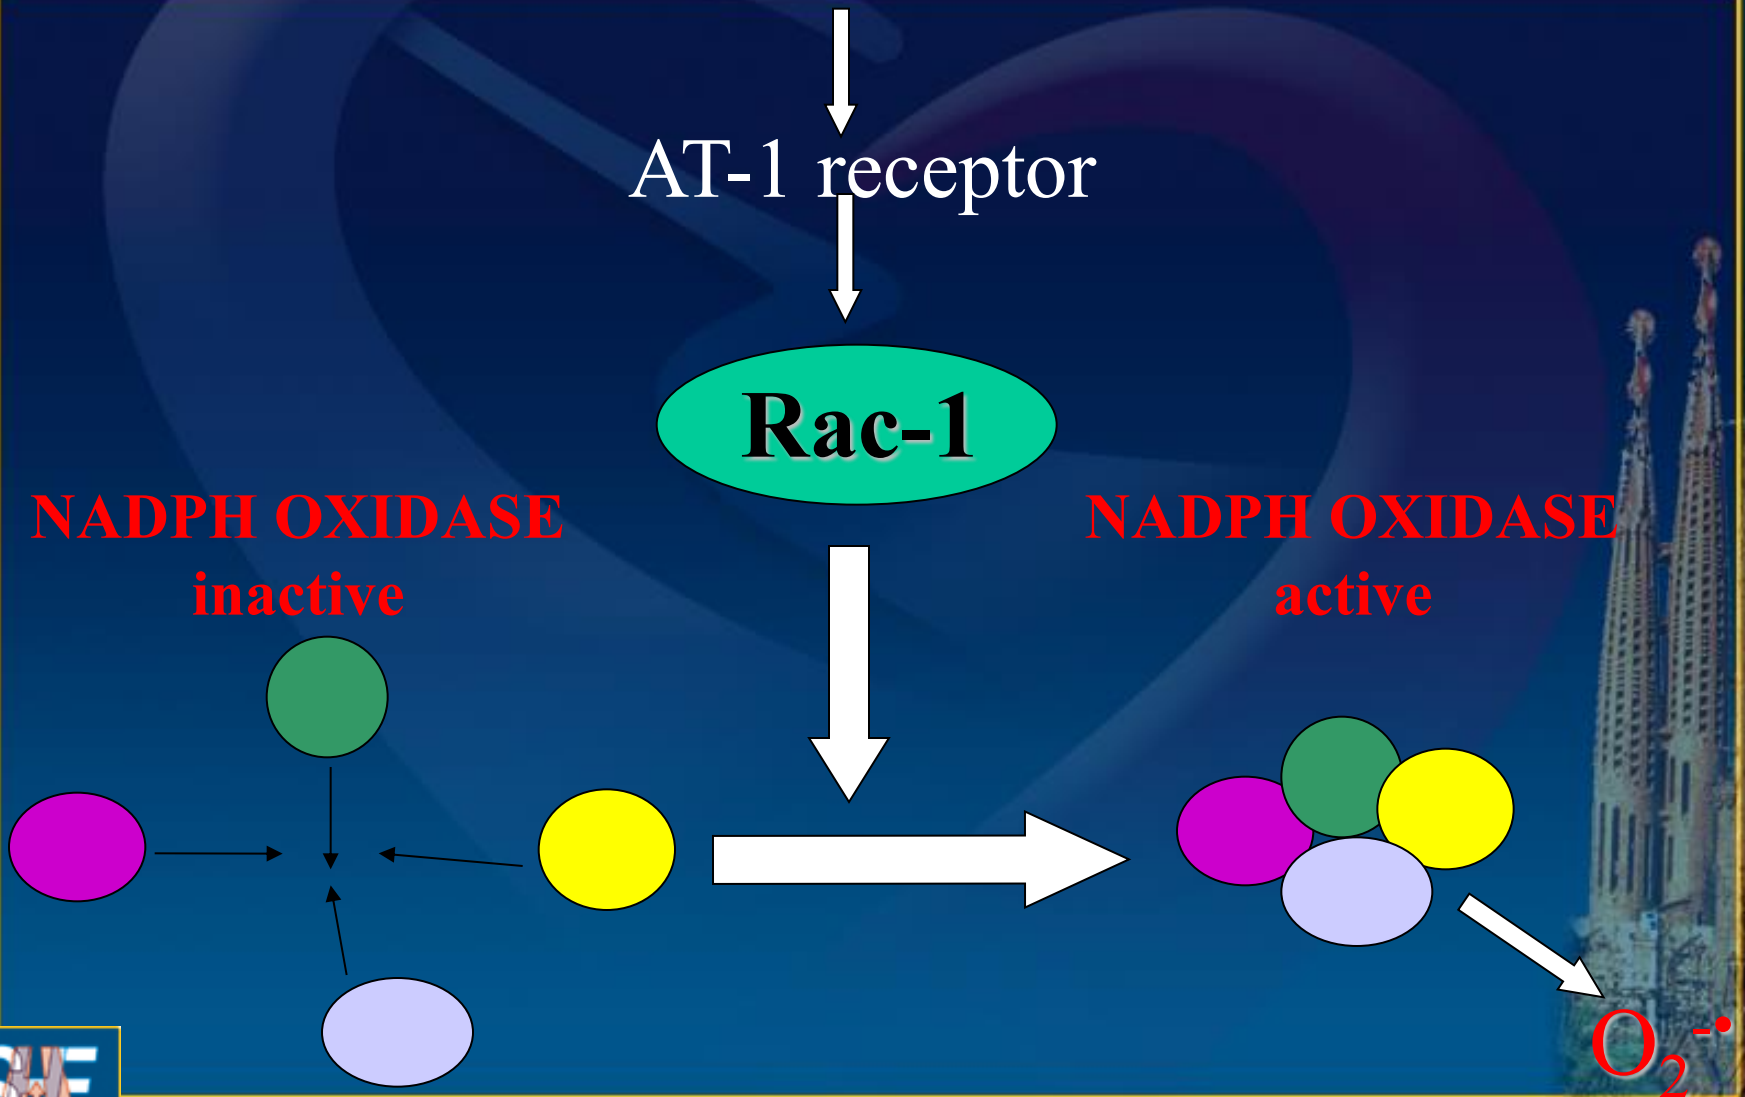 AT-1 receptor
Rac-1
NADPH OXIDASE
inactive
NADPH OXIDASE
active
O₂⁻•